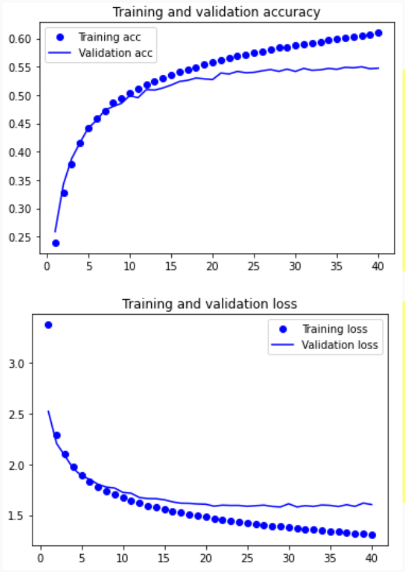 Training and validation accuracy
0.60
0.55
0.50
0.45
0.40
0.35
0.30
0.25
Training acc
Validation acc
0 5 10 15 20 25 30 35 40
Training and validation loss
3.0
2.5
2.0
1.5
Training loss
Validation loss
0 5 10 15 20 25 30 35 40